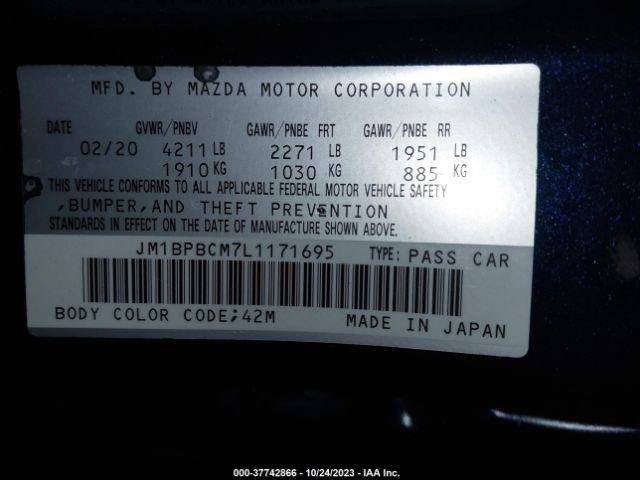 MFD. BY MAZDA MOTOR CORPORATION
DATE GVWR/PNBV GAWR/PNBE FRT GAWR/PNBE RR
02/20 4211 LB 2271 LB 1951 LB
1910 KG 1030 KG 885 KG
THIS VEHICLE CONFORMS TO ALL APPLICABLE FEDERAL MOTOR VEHICLE SAFETY
,BUMPER,AND THEFT PREVENTION
STANDARDS IN EFFECT ON THE DATE OF MANUFACTURE SHOWN ABOVE.
JM1BPBCM7L1171695 TYPE: PASS CAR
BODY COLOR CODE;42M MADE IN JAPAN
000-37742866 - 10/24/2023 - IAA Inc.